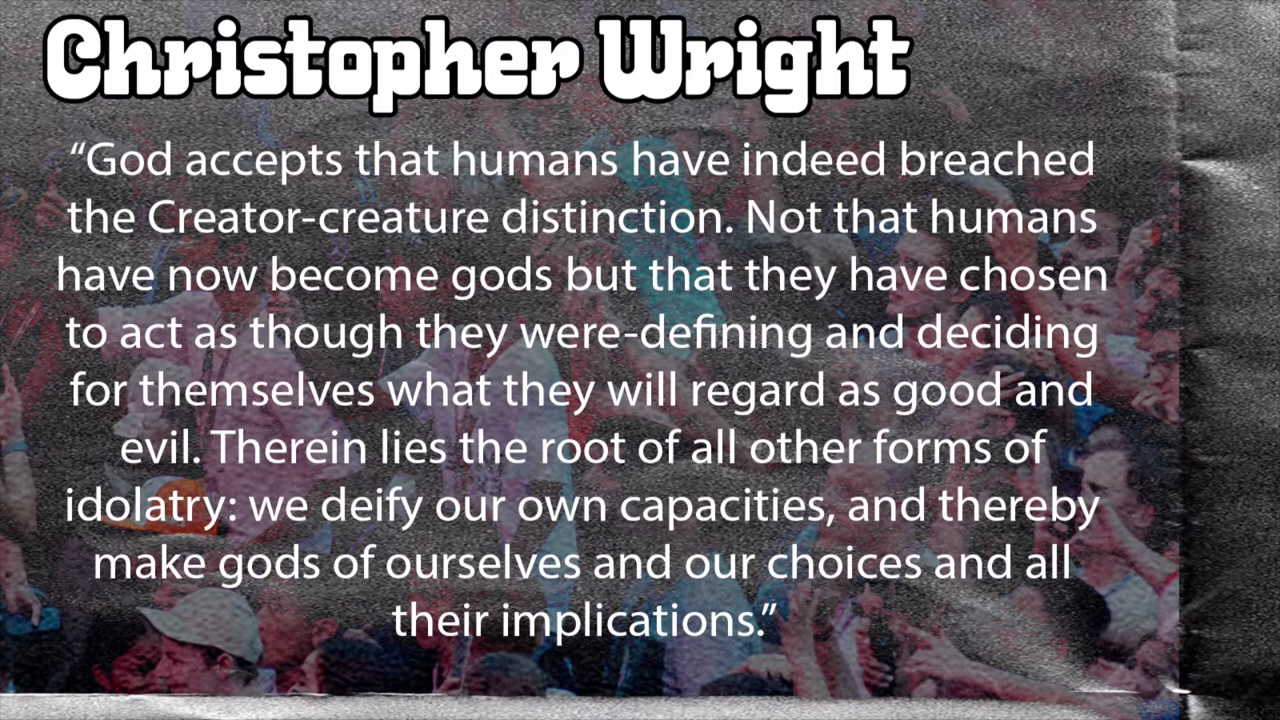 Christopher Wright
“God accepts that humans have indeed breached
the Creator-creature distinction. Not that humans
have now become gods but that they have chosen
to act as though they were-defining and deciding
for themselves what they will regard as good and
evil. Therein lies the root of all other forms of
idolatry: we deify our own capacities, and thereby
make gods of ourselves and our choices and all
their implications.”